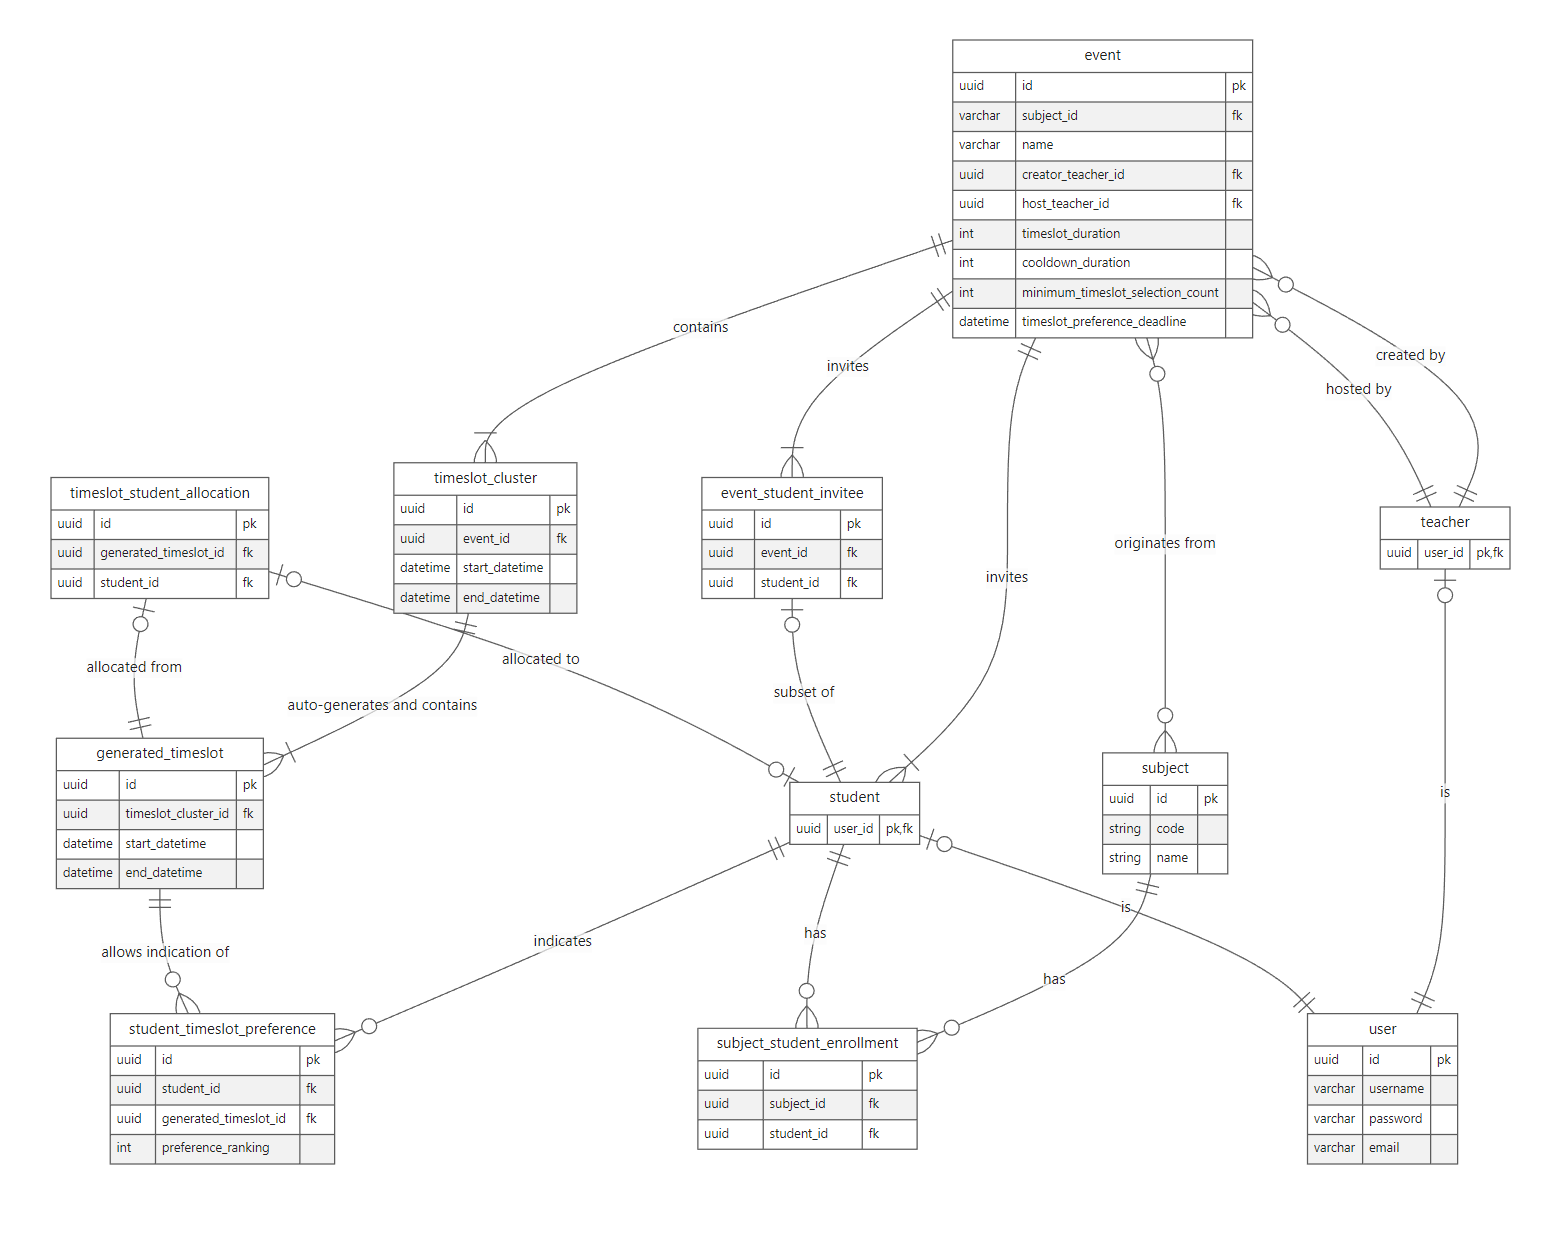 event
uuid id pk
varchar subject_id fk
varchar name
uuid creator_teacher_id fk
uuid host_teacher_id fk
int timeslot_duration
int cooldown_duration
int minimum_timeslot_selection_count
datetime timeslot_preference_deadline
contains
invites
created by
hosted by
timeslot_cluster
uuid id pk
uuid event_id fk
datetime start_datetime
datetime end_datetime
timeslot_student_allocation
uuid id pk
uuid generated_timeslot_id fk
uuid student_id fk
event_student_invitee
uuid id pk
uuid event_id fk
uuid student_id fk
teacher
uuid user_id pk,fk
originates from
invites
allocated from
allocated to
subset of
auto-generates and contains
generated_timeslot
uuid id pk
uuid timeslot_cluster_id fk
datetime start_datetime
datetime end_datetime
student
uuid user_id pk,fk
subject
uuid id pk
string code
string name
is
is
allows indication of
indicates
has
has
student_timeslot_preference
uuid id pk
uuid student_id fk
uuid generated_timeslot_id fk
int preference_ranking
subject_student_enrollment
uuid id pk
uuid subject_id fk
uuid student_id fk
user
uuid id pk
varchar username
varchar password
varchar email